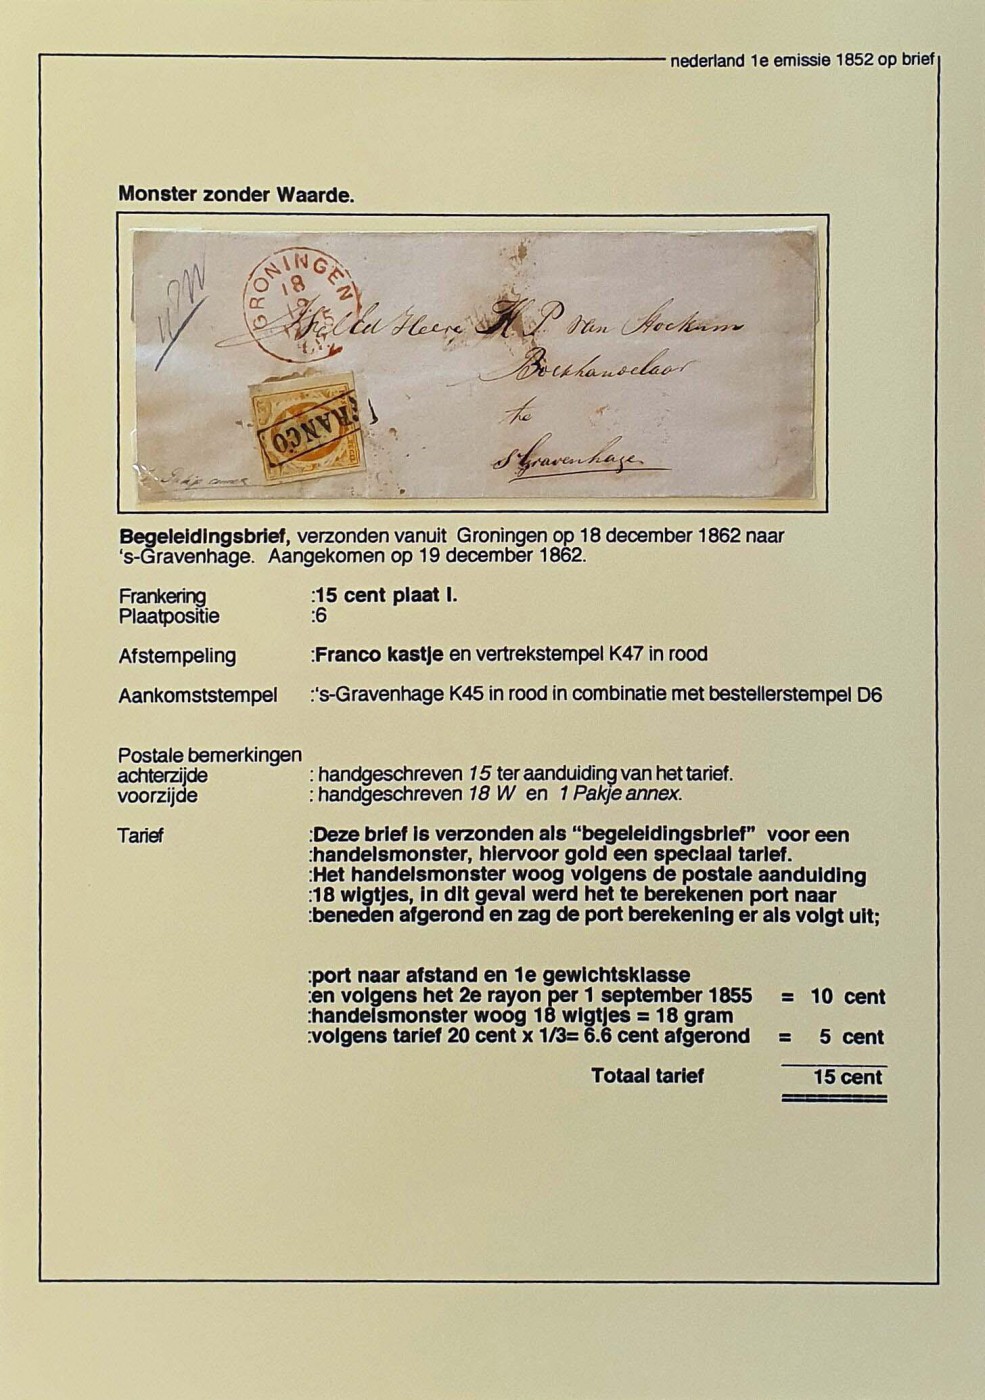 nederland 1e emissie 1852 op brief
Monster zonder Waarde.
GRONINGEN
18
12
Heere H. P. van Hockum
Boekhandelaar
te
s'Gravenhage
FRANCO
Begeleidingsbrief, verzonden vanuit Groningen op 18 december 1862 naar
's-Gravenhage. Aangekomen op 19 december 1862.
Frankering :15 cent plaat I.
Plaatpositie :6
Afstempeling :Franco kastje en vertrekstempel K47 in rood
Aankomststempel :'s-Gravenhage K45 in rood in combinatie met bestellerstempel D6
Postale bemerkingen
achterzijde : handgeschreven 15 ter aanduiding van het tarief.
voorzijde : handgeschreven 18 W en 1 Pakje annex.
Tarief :Deze brief is verzonden als "begeleidingsbrief" voor een
:handelsmonster, hiervoor gold een speciaal tarief.
:Het handelsmonster woog volgens de postale aanduiding
:18 wigtjes, in dit geval werd het te berekenen port naar
:beneden afgerond en zag de port berekening er als volgt uit;
:port naar afstand en 1e gewichtsklasse
:en volgens het 2e rayon per 1 september 1855 = 10 cent
:handelsmonster woog 18 wigtjes = 18 gram
:volgens tarief 20 cent x 1/3= 6.6 cent afgerond = 5 cent
Totaal tarief 15 cent